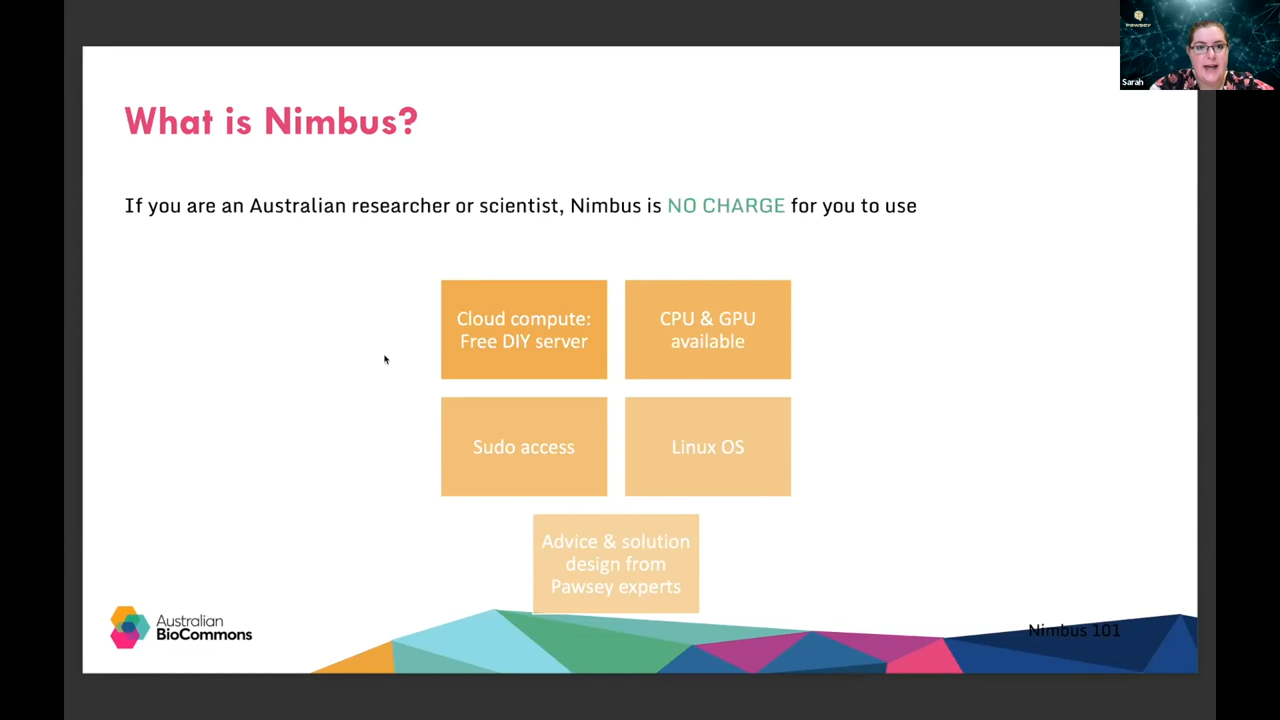 PAWSEY
Sarah
What is Nimbus?
If you are an Australian researcher or scientist, Nimbus is NO CHARGE for you to use
Cloud compute:
Free DIY server
CPU & GPU
available
Sudo access
Linux OS
Advice & solution
design from
Pawsey experts
Australian
BioCommons
Nimbus 101